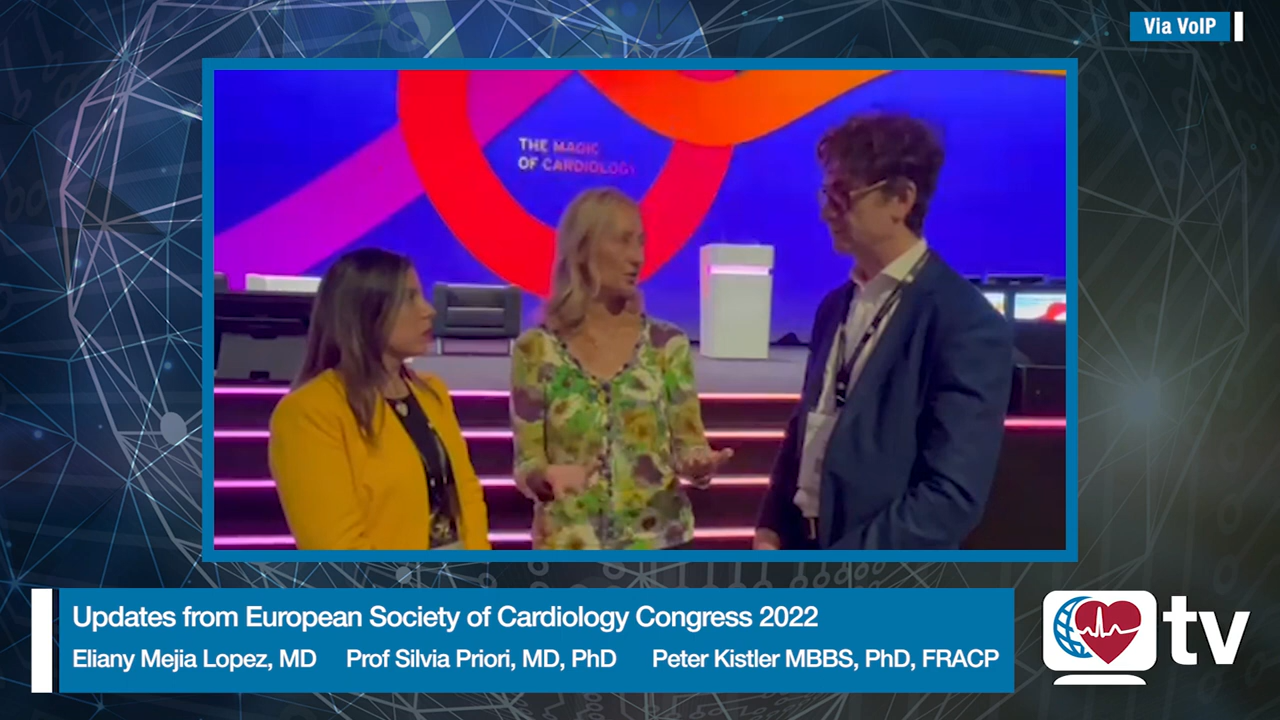 Via VoIP
THE MAGIC
OF CARDIOLOGY
Updates from European Society of Cardiology Congress 2022
Eliany Mejia Lopez, MD Prof Silvia Priori, MD, PhD Peter Kistler MBBS, PhD, FRACP
tv